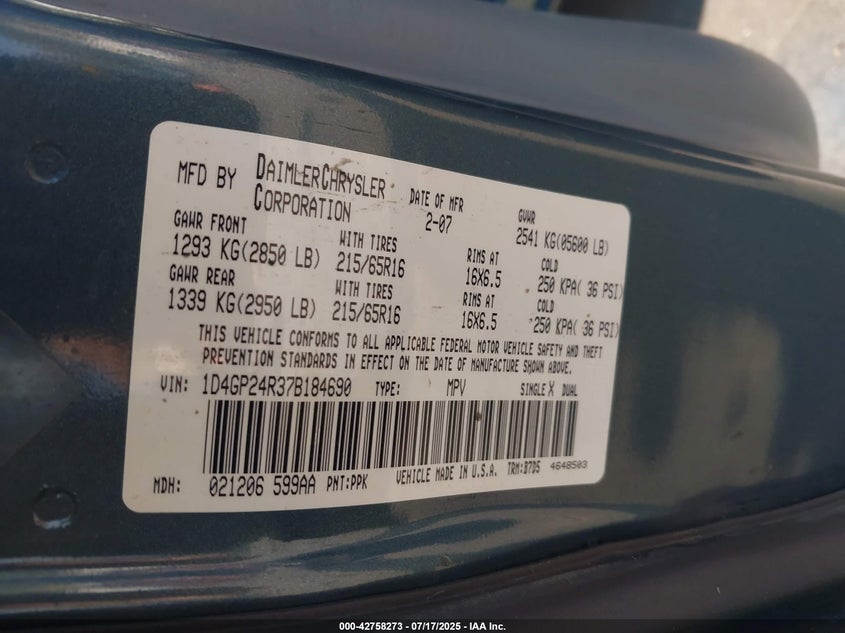 MFD BY DAIMLERCHRYSLER CORPORATION DATE OF MFR 2-07 GVWR 2541 KG(05600 LB)
GAWR FRONT WITH TIRES RIMS AT COLD
1293 KG(2850 LB) 215/65R16 16X6.5 250 KPA( 36 PSI)
GAWR REAR WITH TIRES RIMS AT COLD
1339 KG(2950 LB) 215/65R16 16X6.5 250 KPA( 36 PSI)
THIS VEHICLE CONFORMS TO ALL APPLICABLE FEDERAL MOTOR VEHICLE SAFETY AND THEFT
PREVENTION STANDARDS IN EFFECT ON THE DATE OF MANUFACTURE SHOWN ABOVE.
VIN: 1D4GP24R37B184690 TYPE: MPV SINGLE X DUAL
MDH: 021206 599AA PNT:PPK VEHICLE MADE IN U.S.A. TRM:B7D5 4648503
000-42758273 - 07/17/2025 - IAA Inc.